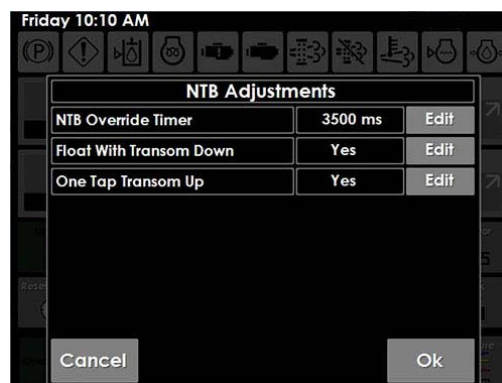 Friday 10:10 AM
NTB Adjustments
NTB Override Timer 3500 ms Edit
Float With Transom Down Yes Edit
One Tap Transom Up Yes Edit
Cancel Ok